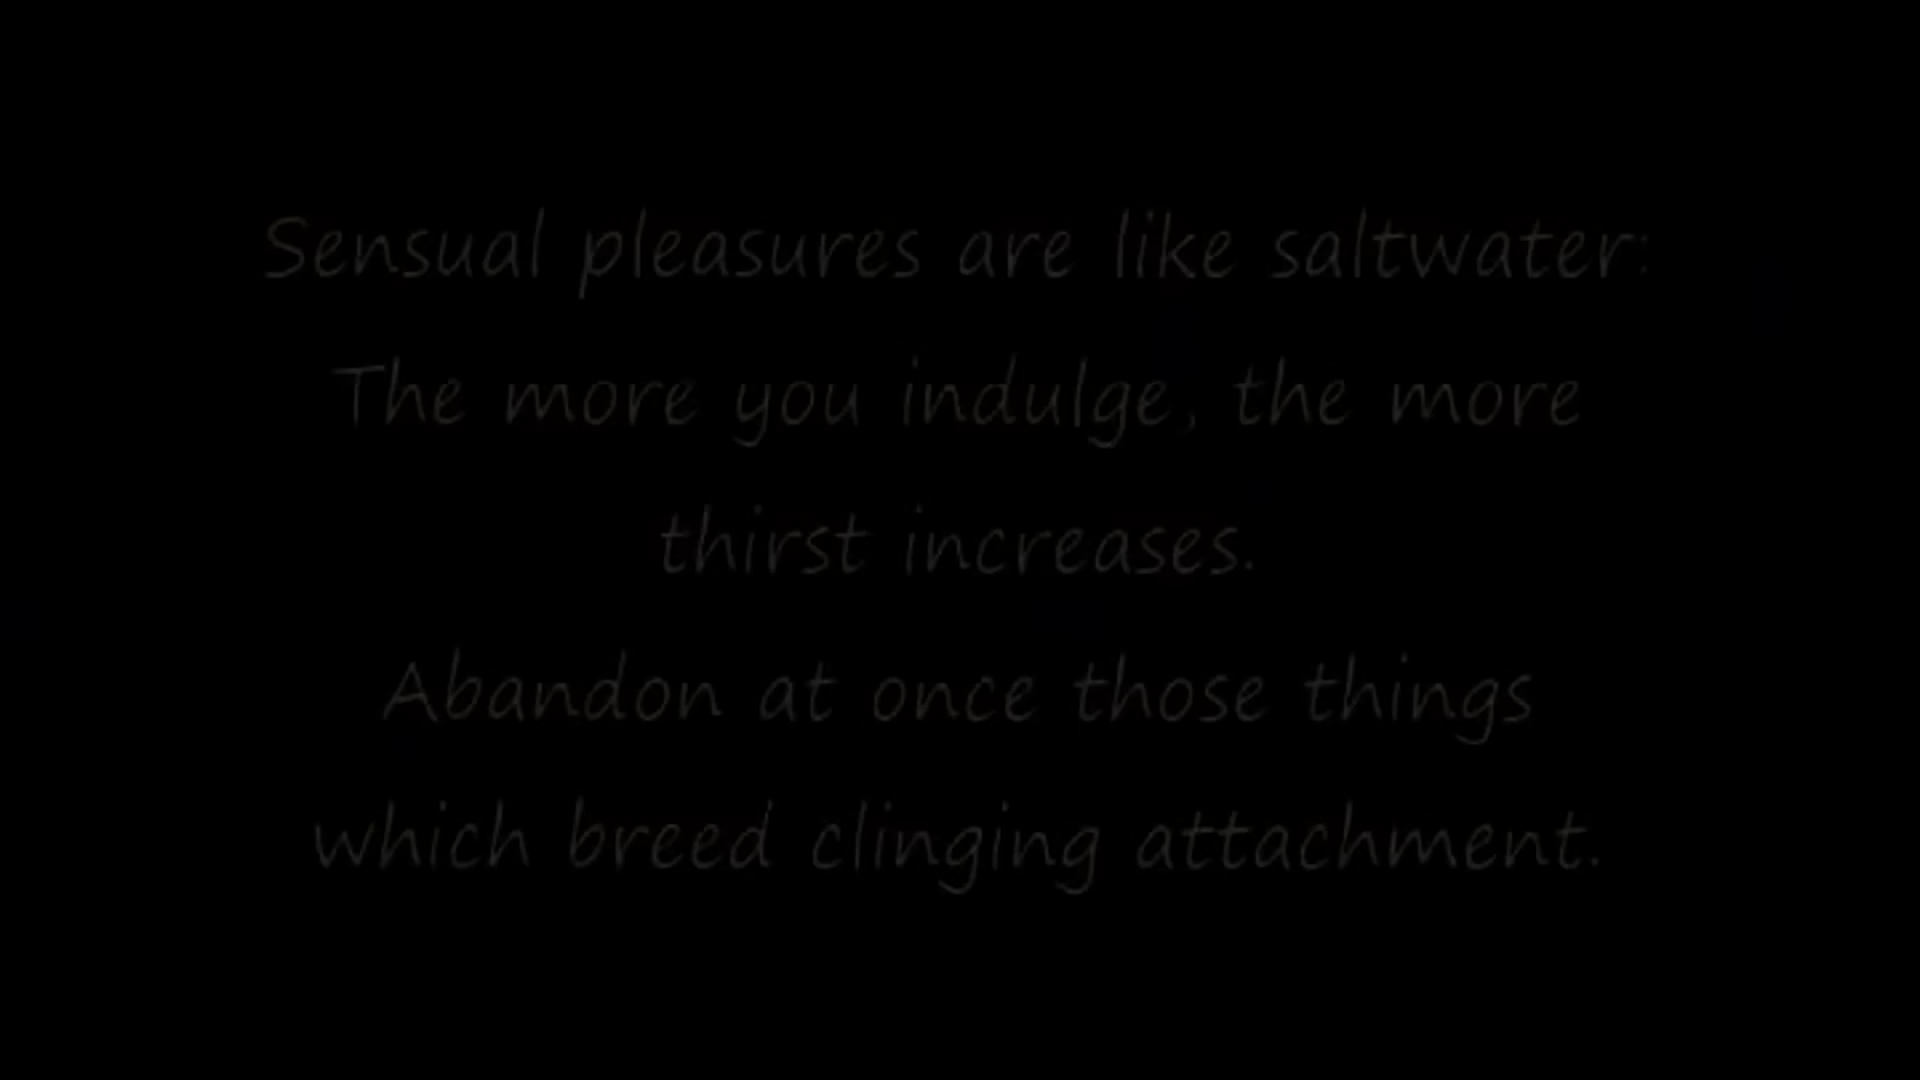 Sensual pleasures are like saltwater:
The more you indulge, the more
thirst increases.
Abandon at once those things
which breed clinging attachment.